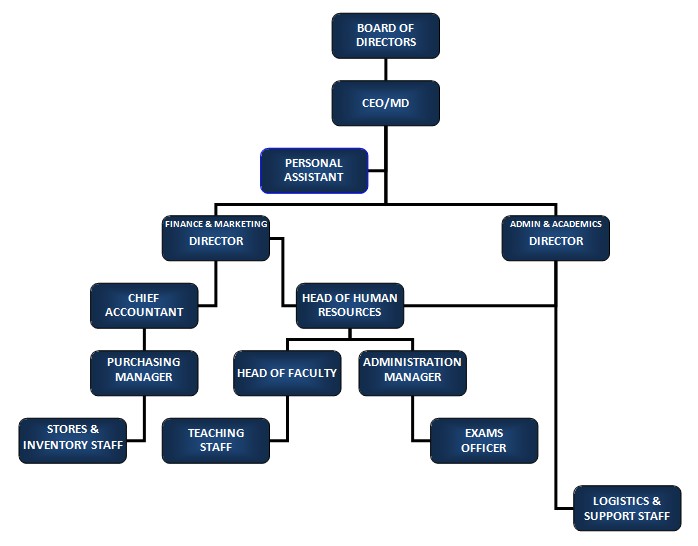 BOARD OF
DIRECTORS
CEO/MD
PERSONAL
ASSISTANT
FINANCE & MARKETING
DIRECTOR
ADMIN & ACADEMICS
DIRECTOR
CHIEF
ACCOUNTANT
HEAD OF HUMAN
RESOURCES
PURCHASING
MANAGER
HEAD OF FACULTY
ADMINISTRATION
MANAGER
STORES &
INVENTORY STAFF
TEACHING
STAFF
EXAMS
OFFICER
LOGISTICS &
SUPPORT STAFF